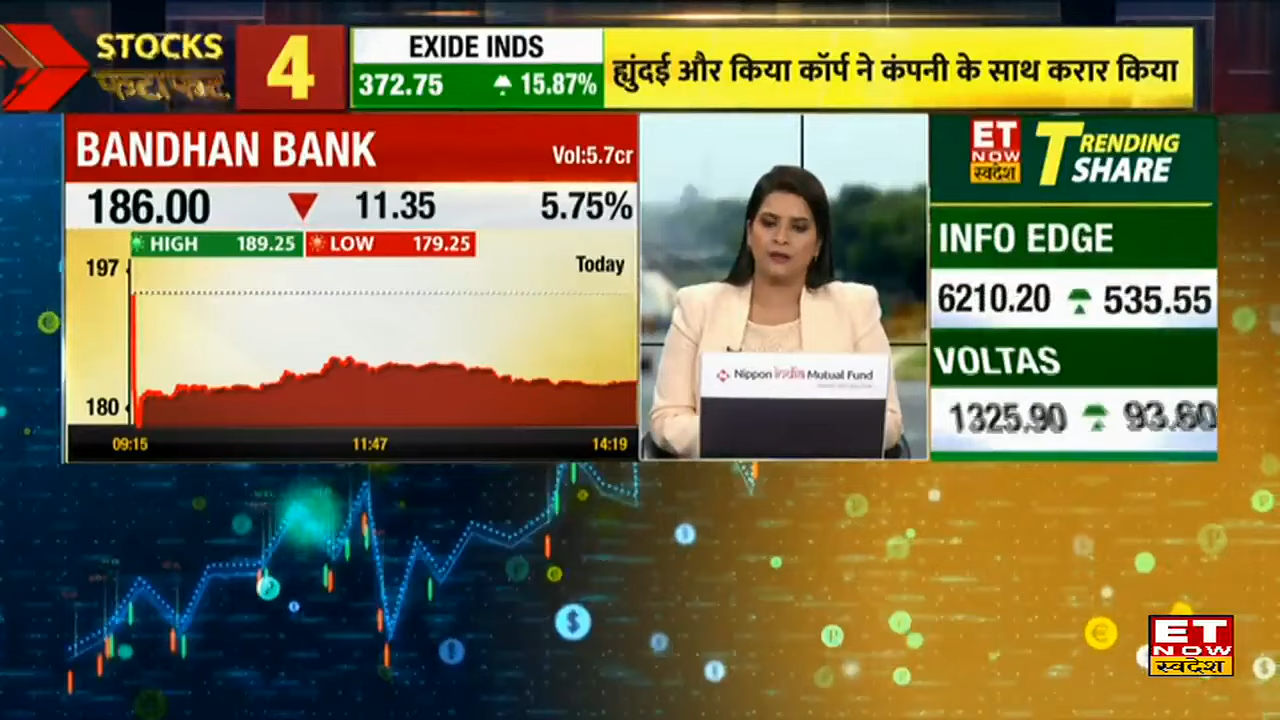 STOCKS
फटाफट
4
EXIDE INDS
372.75 15.87%
ह्युंदई और किया कॉर्प ने कंपनी के साथ करार किया
BANDHAN BANK
Vol:5.7cr
186.00 11.35 5.75%
HIGH 189.25 LOW 179.25
197
Today
180
09:15 11:47 14:19
Nippon india Mutual Fund
ET
NOW
स्वदेश
TRENDING
SHARE
INFO EDGE
6210.20 535.55
VOLTAS
1325.90 93.60
ET
NOW
स्वदेश